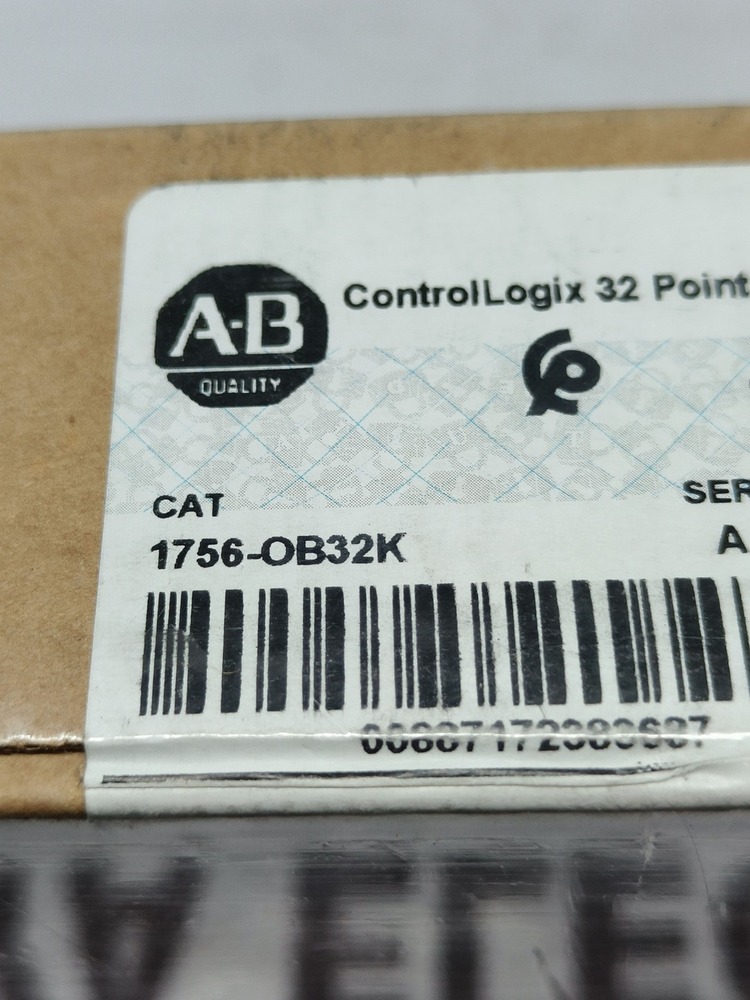 A-B
QUALITY
ControlLogix 32 Point
CAT
SER
1756-OB32K
A